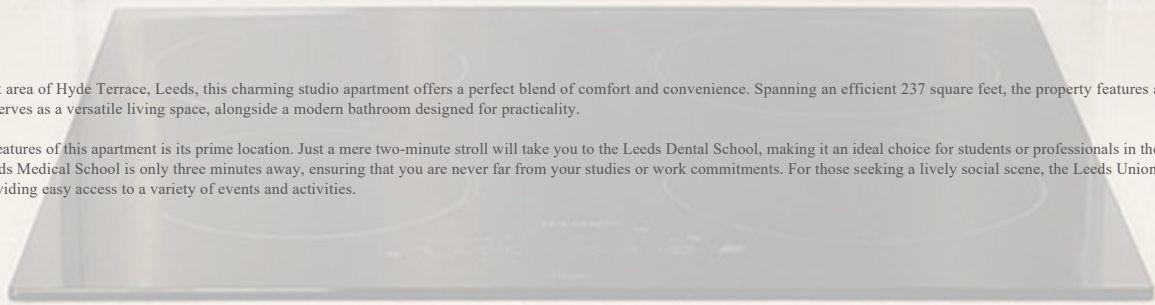 area of Hyde Terrace, Leeds, this charming studio apartment offers a perfect blend of comfort and convenience. Spanning an efficient 237 square feet, the property features a
erves as a versatile living space, alongside a modern bathroom designed for practicality.
eatures of this apartment is its prime location. Just a mere two-minute stroll will take you to the Leeds Dental School, making it an ideal choice for students or professionals in the
ds Medical School is only three minutes away, ensuring that you are never far from your studies or work commitments. For those seeking a lively social scene, the Leeds Union
viding easy access to a variety of events and activities.